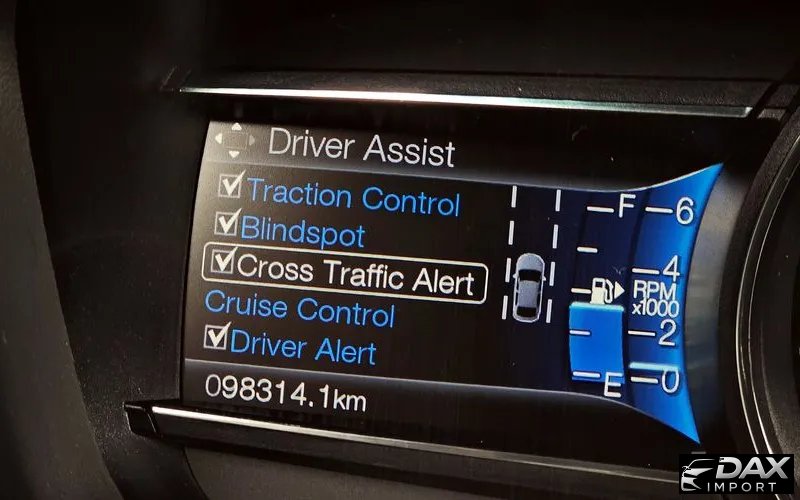 Driver Assist
Traction Control
Blindspot
Cross Traffic Alert
Cruise Control
Driver Alert
098314.1km
F
E
6
4
RPM
x1000
2
0
DAX
IMPORT